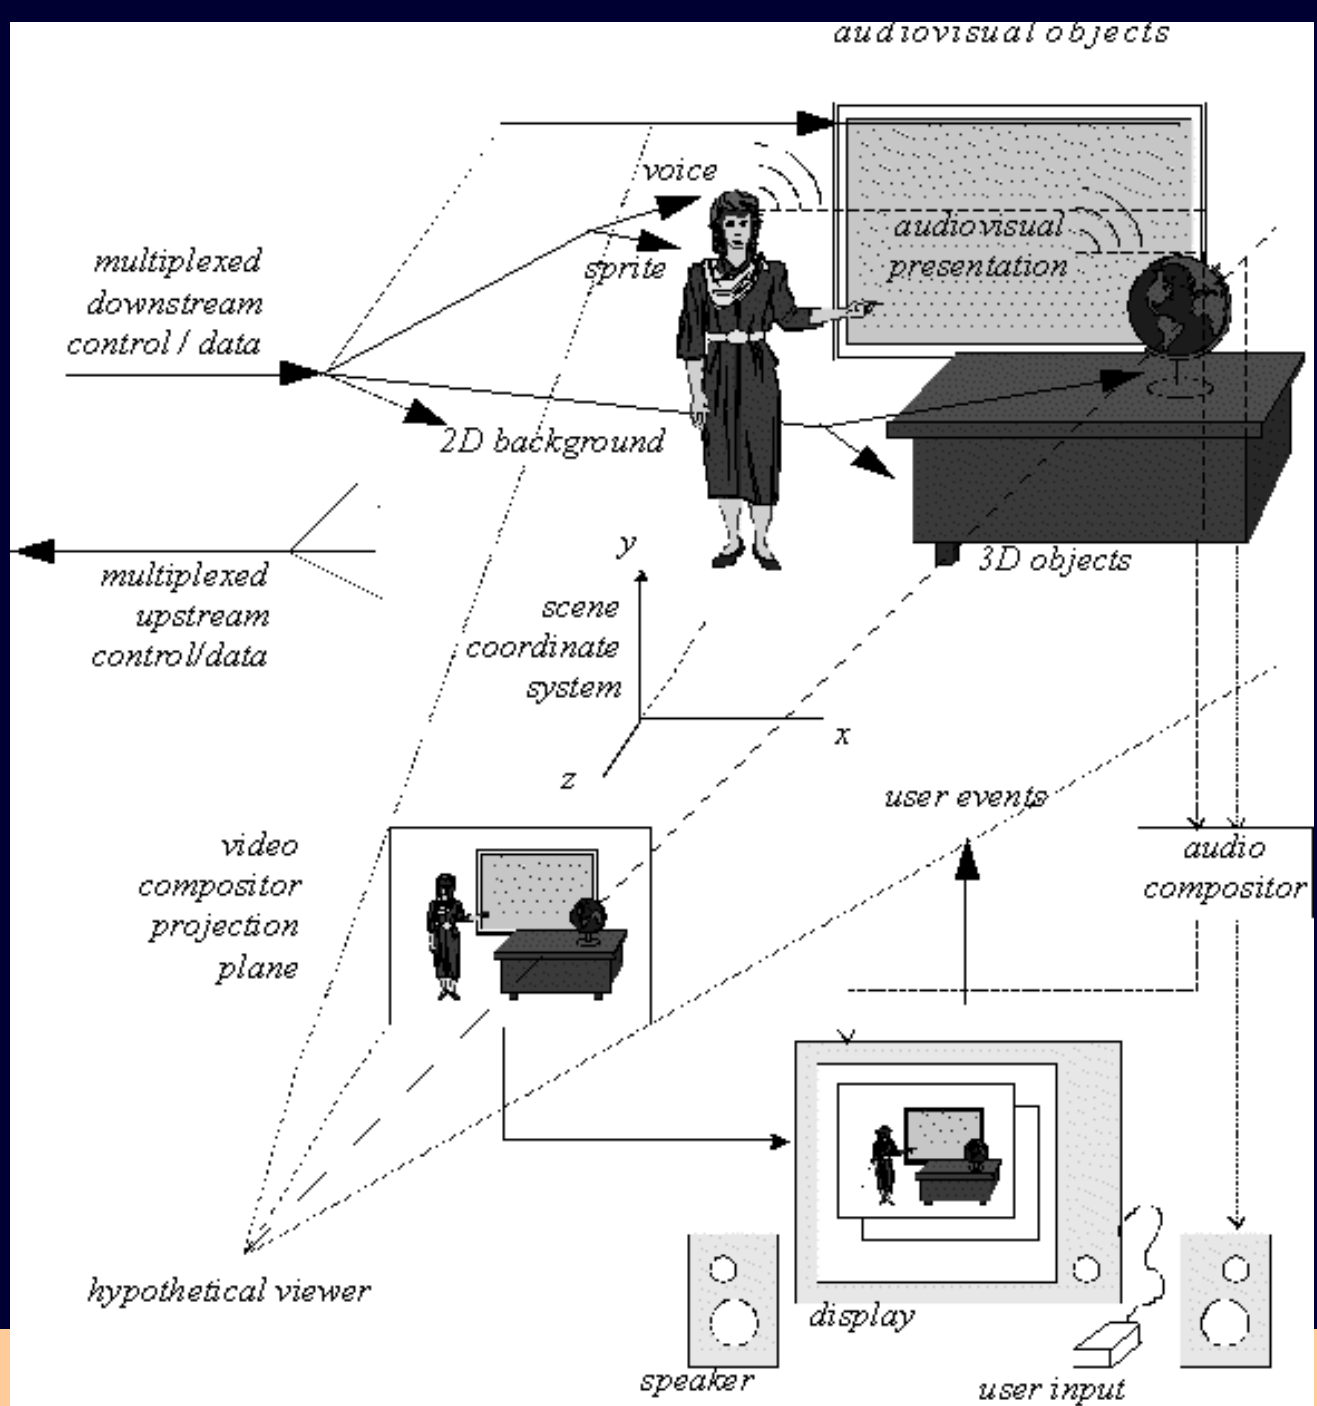 audiovisual objects
voice
sprite
audiovisual
presentation
multiplexed
downstream
control / data
2D background
3D objects
multiplexed
upstream
control/data
y
scene
coordinate
system
x
z
user events
video
compositor
projection
plane
audio
compositor
hypothetical viewer
display
speaker
user input